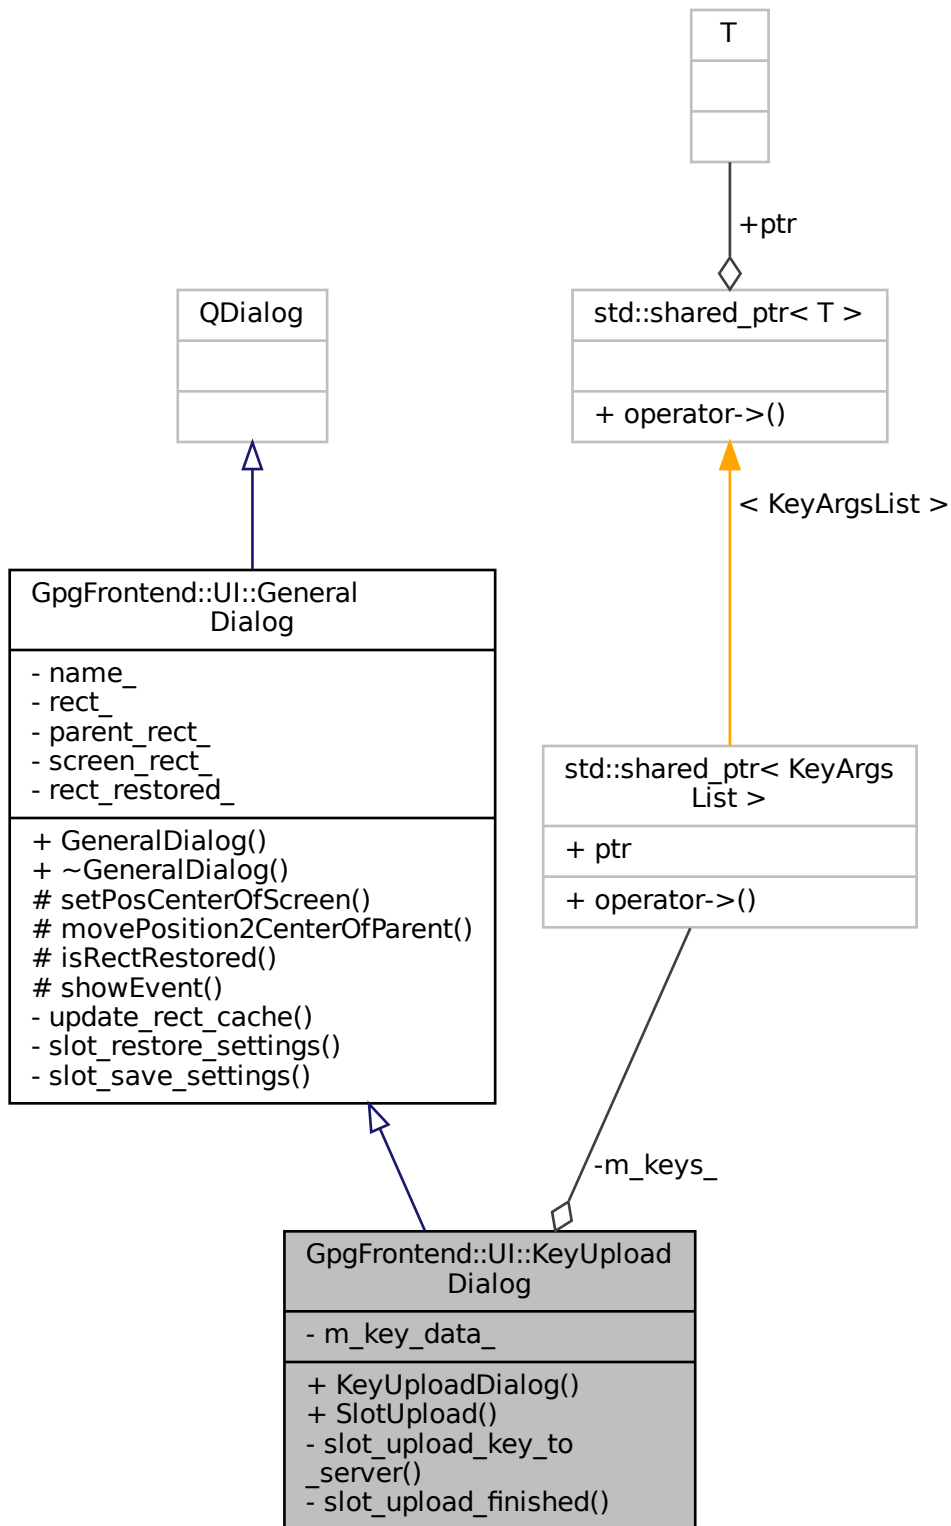 T
+ptr
QDialog
std::shared_ptr< T >
+ operator->()
< KeyArgsList >
GpgFrontend::UI::General
Dialog
- name_
- rect_
- parent_rect_
- screen_rect_
- rect_restored_
+ GeneralDialog()
+ ~GeneralDialog()
# setPosCenterOfScreen()
# movePosition2CenterOfParent()
# isRectRestored()
# showEvent()
- update_rect_cache()
- slot_restore_settings()
- slot_save_settings()
std::shared_ptr< KeyArgs
List >
+ ptr
+ operator->()
-m_keys_
GpgFrontend::UI::KeyUpload
Dialog
- m_key_data_
+ KeyUploadDialog()
+ SlotUpload()
- slot_upload_key_to
_server()
- slot_upload_finished()